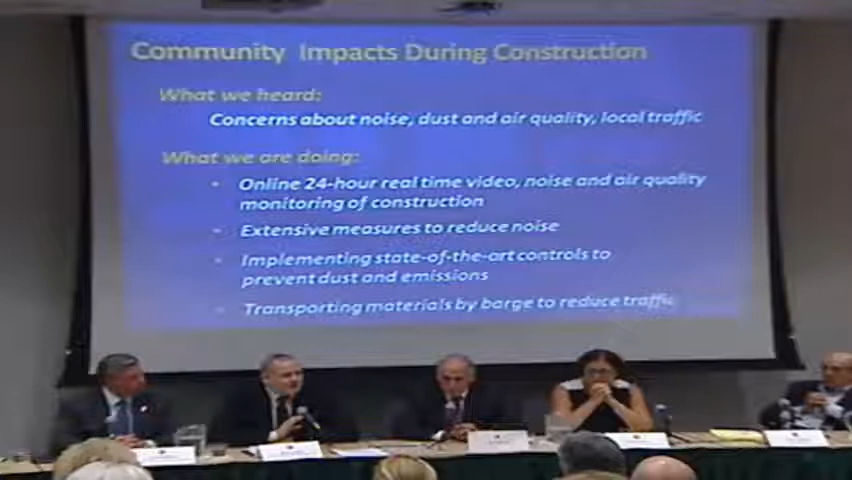 Community Impacts During Construction
What we heard:
Concerns about noise, dust and air quality, local traffic
What we are doing:
• Online 24-hour real time video, noise and air quality
monitoring of construction
• Extensive measures to reduce noise
• Implementing state-of-the-art controls to
prevent dust and emissions
• Transporting materials by barge to reduce traffic